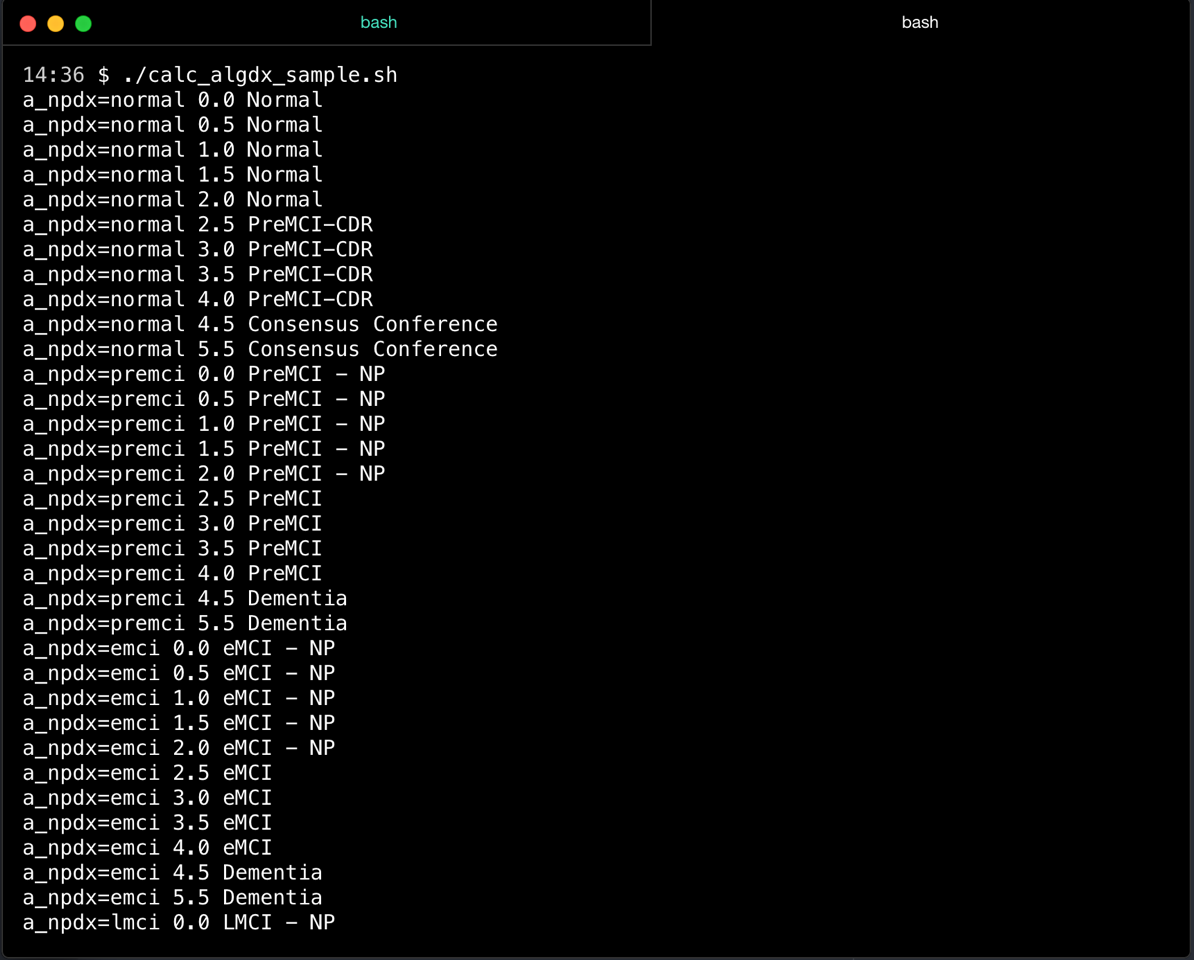 bash
bash
14:36 $ ./calc_algdx_sample.sh
a_npdx=normal 0.0 Normal
a_npdx=normal 0.5 Normal
a_npdx=normal 1.0 Normal
a_npdx=normal 1.5 Normal
a_npdx=normal 2.0 Normal
a_npdx=normal 2.5 PreMCI-CDR
a_npdx=normal 3.0 PreMCI-CDR
a_npdx=normal 3.5 PreMCI-CDR
a_npdx=normal 4.0 PreMCI-CDR
a_npdx=normal 4.5 Consensus Conference
a_npdx=normal 5.5 Consensus Conference
a_npdx=premci 0.0 PreMCI - NP
a_npdx=premci 0.5 PreMCI - NP
a_npdx=premci 1.0 PreMCI - NP
a_npdx=premci 1.5 PreMCI - NP
a_npdx=premci 2.0 PreMCI - NP
a_npdx=premci 2.5 PreMCI
a_npdx=premci 3.0 PreMCI
a_npdx=premci 3.5 PreMCI
a_npdx=premci 4.0 PreMCI
a_npdx=premci 4.5 Dementia
a_npdx=premci 5.5 Dementia
a_npdx=emci 0.0 eMCI - NP
a_npdx=emci 0.5 eMCI - NP
a_npdx=emci 1.0 eMCI - NP
a_npdx=emci 1.5 eMCI - NP
a_npdx=emci 2.0 eMCI - NP
a_npdx=emci 2.5 eMCI
a_npdx=emci 3.0 eMCI
a_npdx=emci 3.5 eMCI
a_npdx=emci 4.0 eMCI
a_npdx=emci 4.5 Dementia
a_npdx=emci 5.5 Dementia
a_npdx=lmci 0.0 LMCI - NP